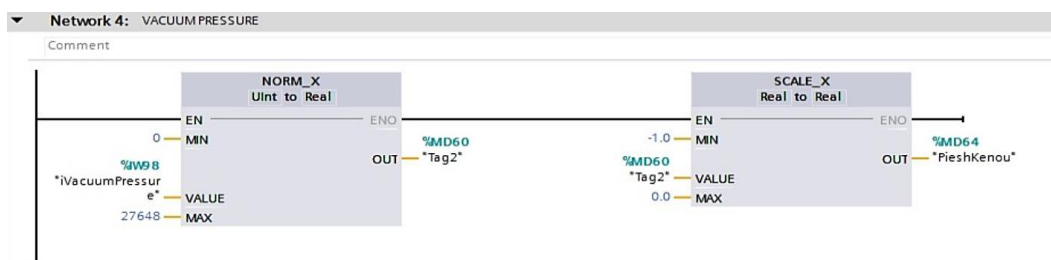 Network 4: VACUUM PRESSURE
Comment
NORM_X
UInt to Real
EN
ENO
0
MIN
%MD60
OUT
"Tag2"
%IW98
"iVacuumPressur
e"
VALUE
27648
MAX
SCALE_X
Real to Real
EN
ENO
-1.0
MIN
%MD64
OUT
"PieshKenou"
%MD60
"Tag2"
VALUE
0.0
MAX